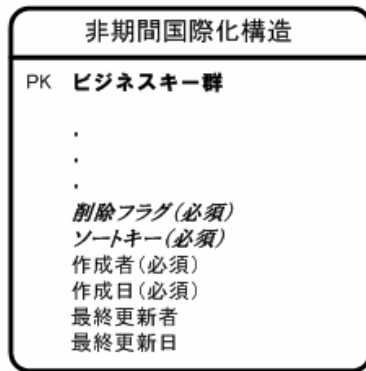 非期間国際化構造
PK ビジネスキー群
.
.
.
削除フラグ(必須)
ソートキー(必須)
作成者(必須)
作成日(必須)
最終更新者
最終更新日